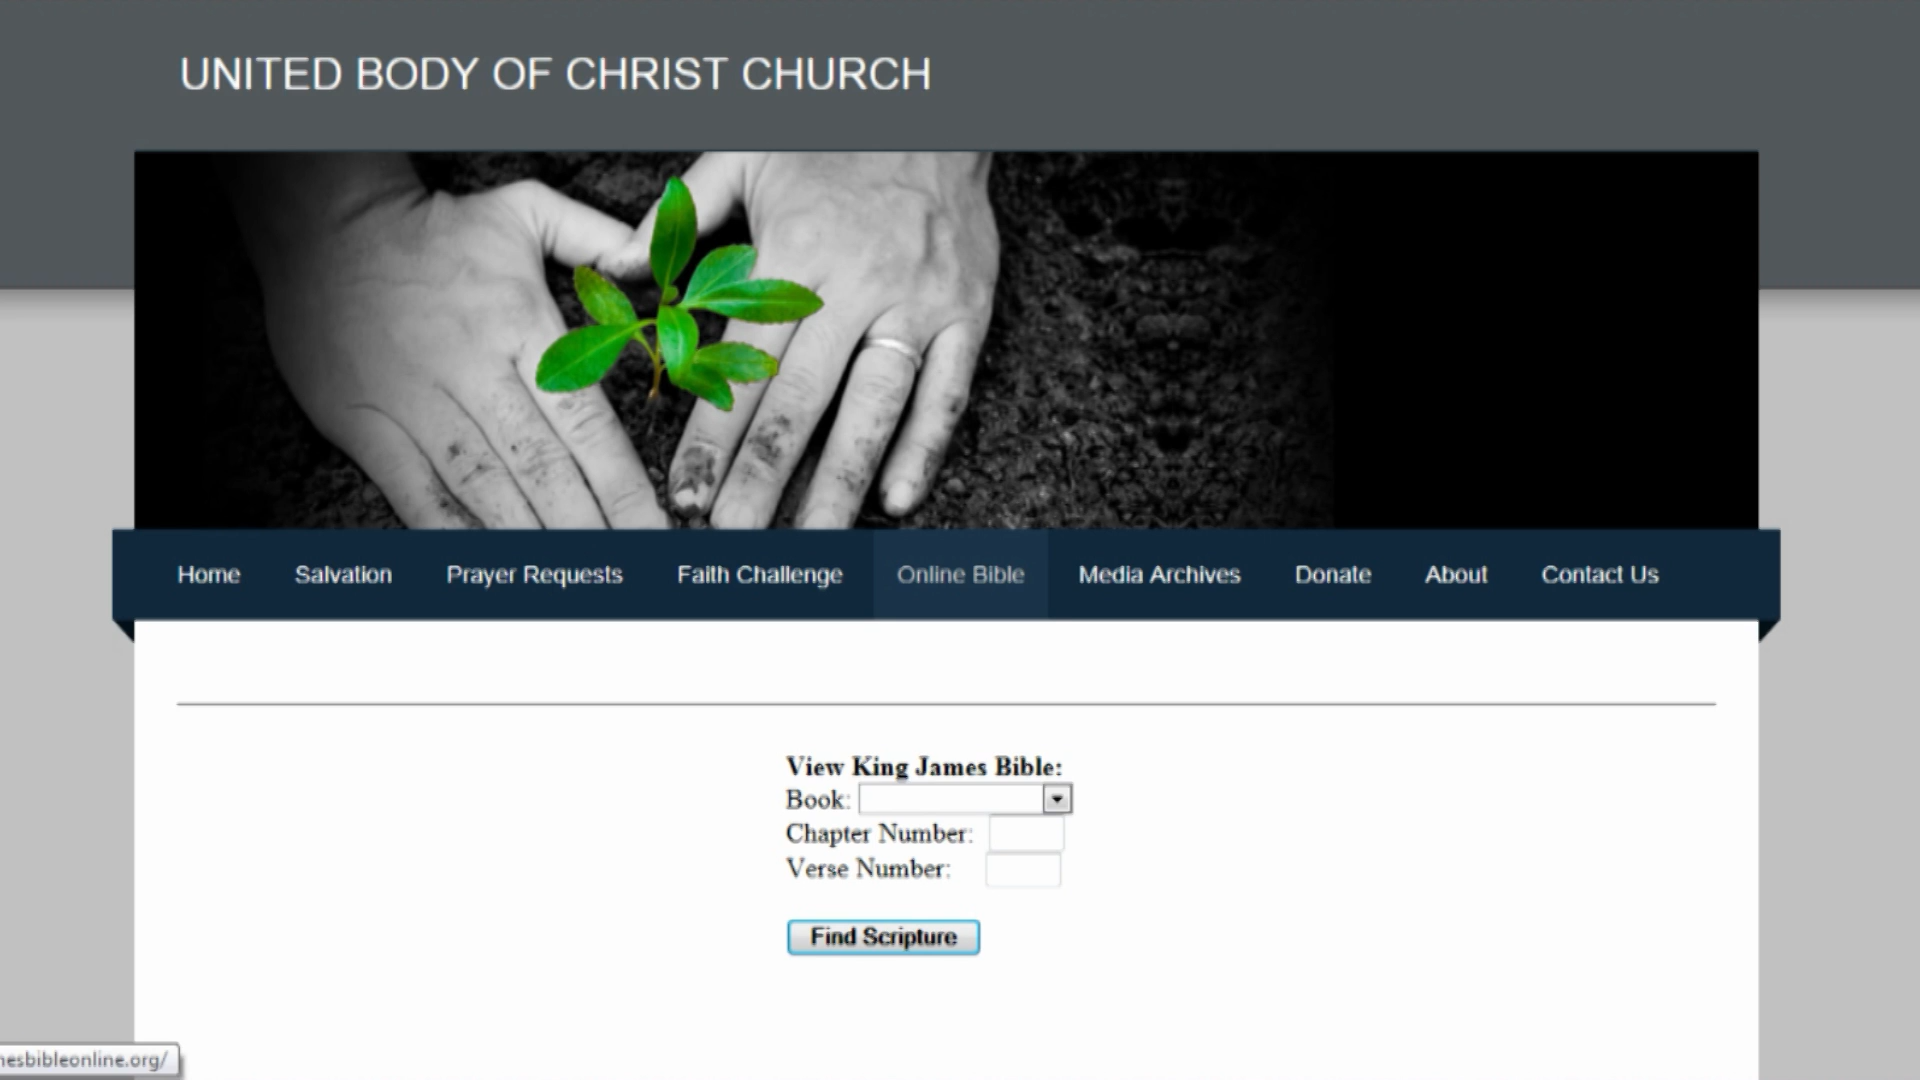 UNITED BODY OF CHRIST CHURCH
Home Salvation Prayer Requests Faith Challenge Online Bible Media Archives Donate About Contact Us
View King James Bible:
Book:
Chapter Number:
Verse Number:
Find Scripture
nesbibleonline.org/